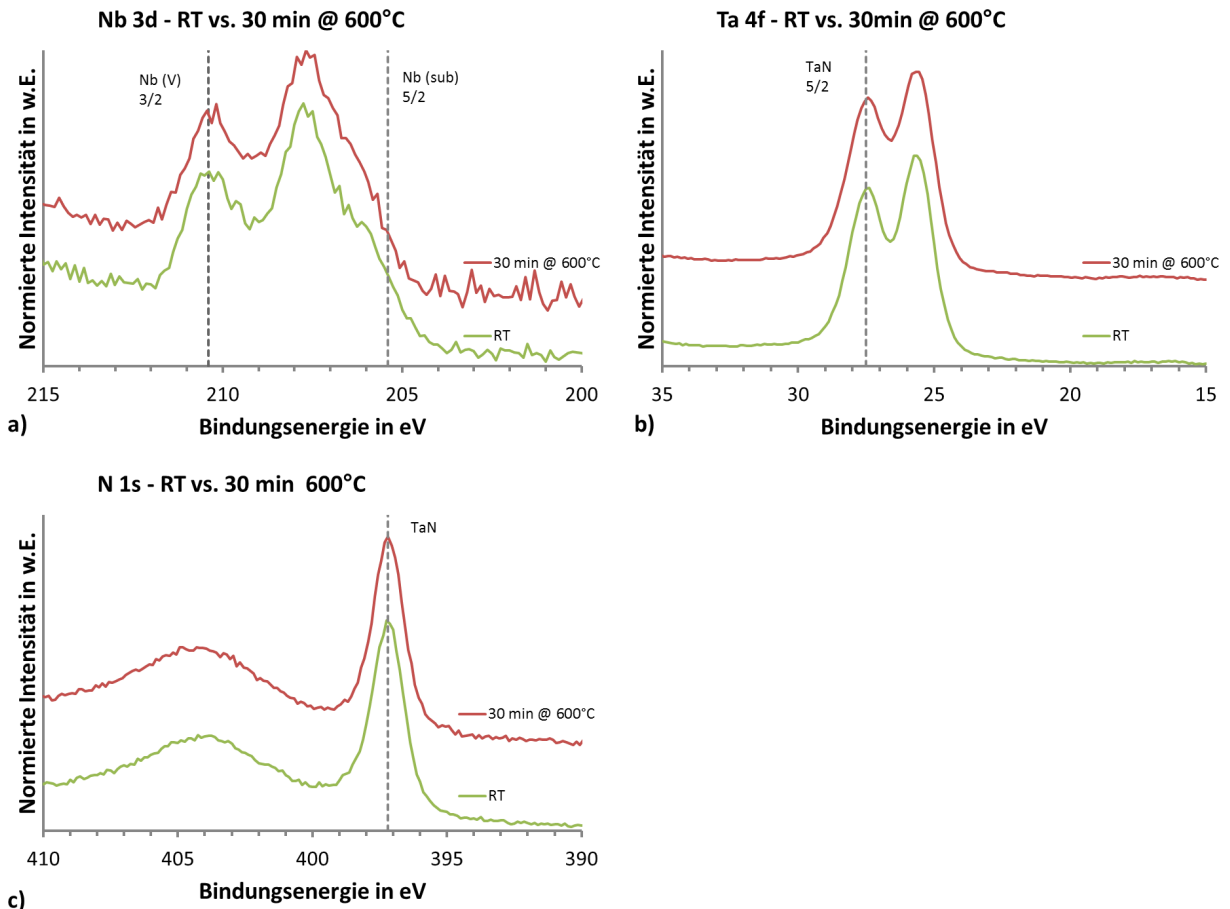 Nb 3d - RT vs. 30 min @ 600°C
Normierte Intensität in w.E.
Nb (V)
3/2
Nb (sub)
5/2
30 min @ 600°C
RT
215 210 205 200
a)
Bindungsenergie in eV
Ta 4f - RT vs. 30min @ 600°C
Normierte Intensität in w.E.
TaN
5/2
30 min @ 600°C
RT
35 30 25 20 15
b)
Bindungsenergie in eV
N 1s - RT vs. 30 min 600°C
Normierte Intensität in w.E.
TaN
30 min @ 600°C
RT
410 405 400 395 390
Bindungsenergie in eV
c)